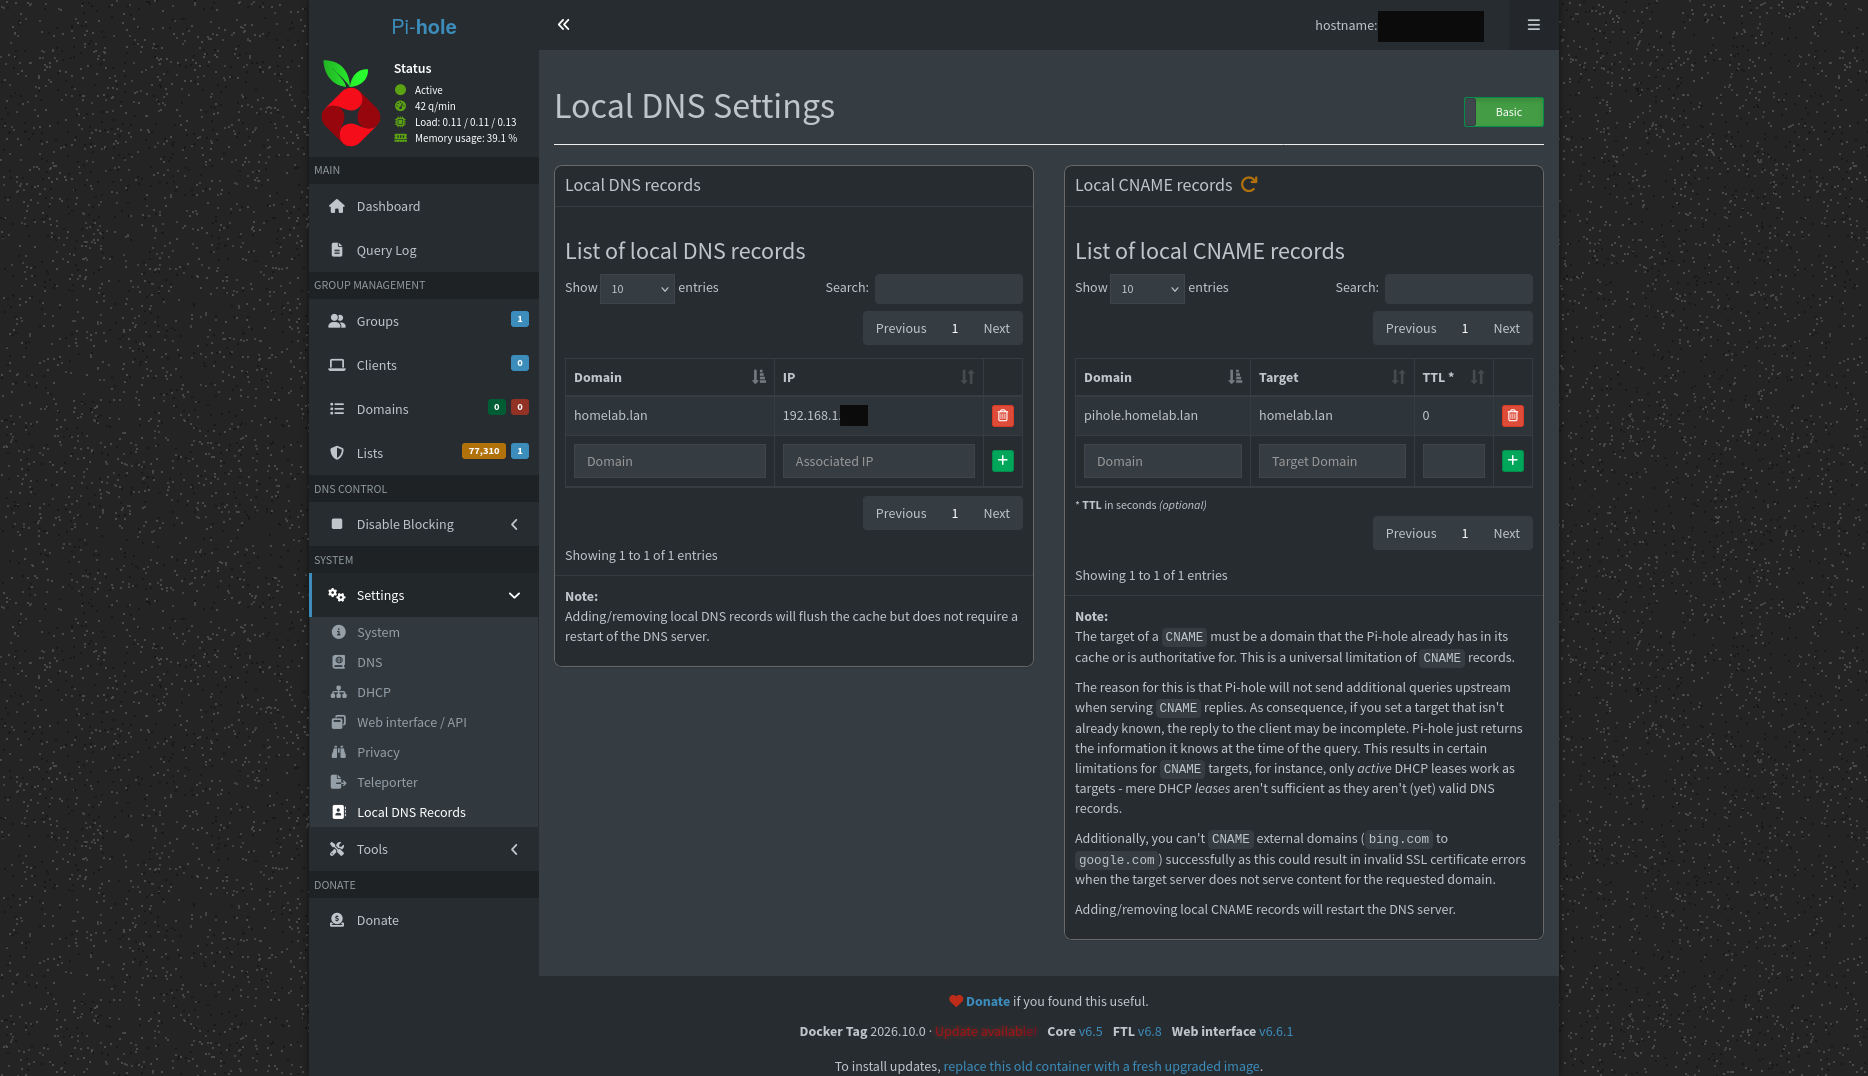 Pi-hole
hostname:
Status
Active
42 q/min
Load: 0.11 / 0.11 / 0.13
Memory usage: 39.1 %
MAIN
Dashboard
Query Log
GROUP MANAGEMENT
Groups 1
Clients 0
Domains 0 0
Lists 77,310 1
DNS CONTROL
Disable Blocking
SYSTEM
Settings
System
DNS
DHCP
Web interface / API
Privacy
Teleporter
Local DNS Records
Tools
DONATE
Donate
Local DNS Settings
Basic
Local DNS records
List of local DNS records
Show 10 entries Search:
Previous 1 Next
Domain IP
homelab.lan 192.168.1.
Domain Associated IP
Previous 1 Next
Showing 1 to 1 of 1 entries
Note:
Adding/removing local DNS records will flush the cache but does not require a
restart of the DNS server.
Local CNAME records
List of local CNAME records
Show 10 entries Search:
Previous 1 Next
Domain Target TTL *
pihole.homelab.lan homelab.lan 0
Domain Target Domain
* TTL in seconds (optional)
Previous 1 Next
Showing 1 to 1 of 1 entries
Note:
The target of a CNAME must be a domain that the Pi-hole already has in its
cache or is authoritative for. This is a universal limitation of CNAME records.
The reason for this is that Pi-hole will not send additional queries upstream
when serving CNAME replies. As consequence, if you set a target that isn't
already known, the reply to the client may be incomplete. Pi-hole just returns
the information it knows at the time of the query. This results in certain
limitations for CNAME targets, for instance, only active DHCP leases work as
targets - mere DHCP leases aren't sufficient as they aren't (yet) valid DNS
records.
Additionally, you can't CNAME external domains (bing.com to
google.com) successfully as this could result in invalid SSL certificate errors
when the target server does not serve content for the requested domain.
Adding/removing local CNAME records will restart the DNS server.
Donate if you found this useful.
Docker Tag 2026.10.0 · Update available! Core v6.5 FTL v6.8 Web interface v6.6.1
To install updates, replace this old container with a fresh upgraded image.